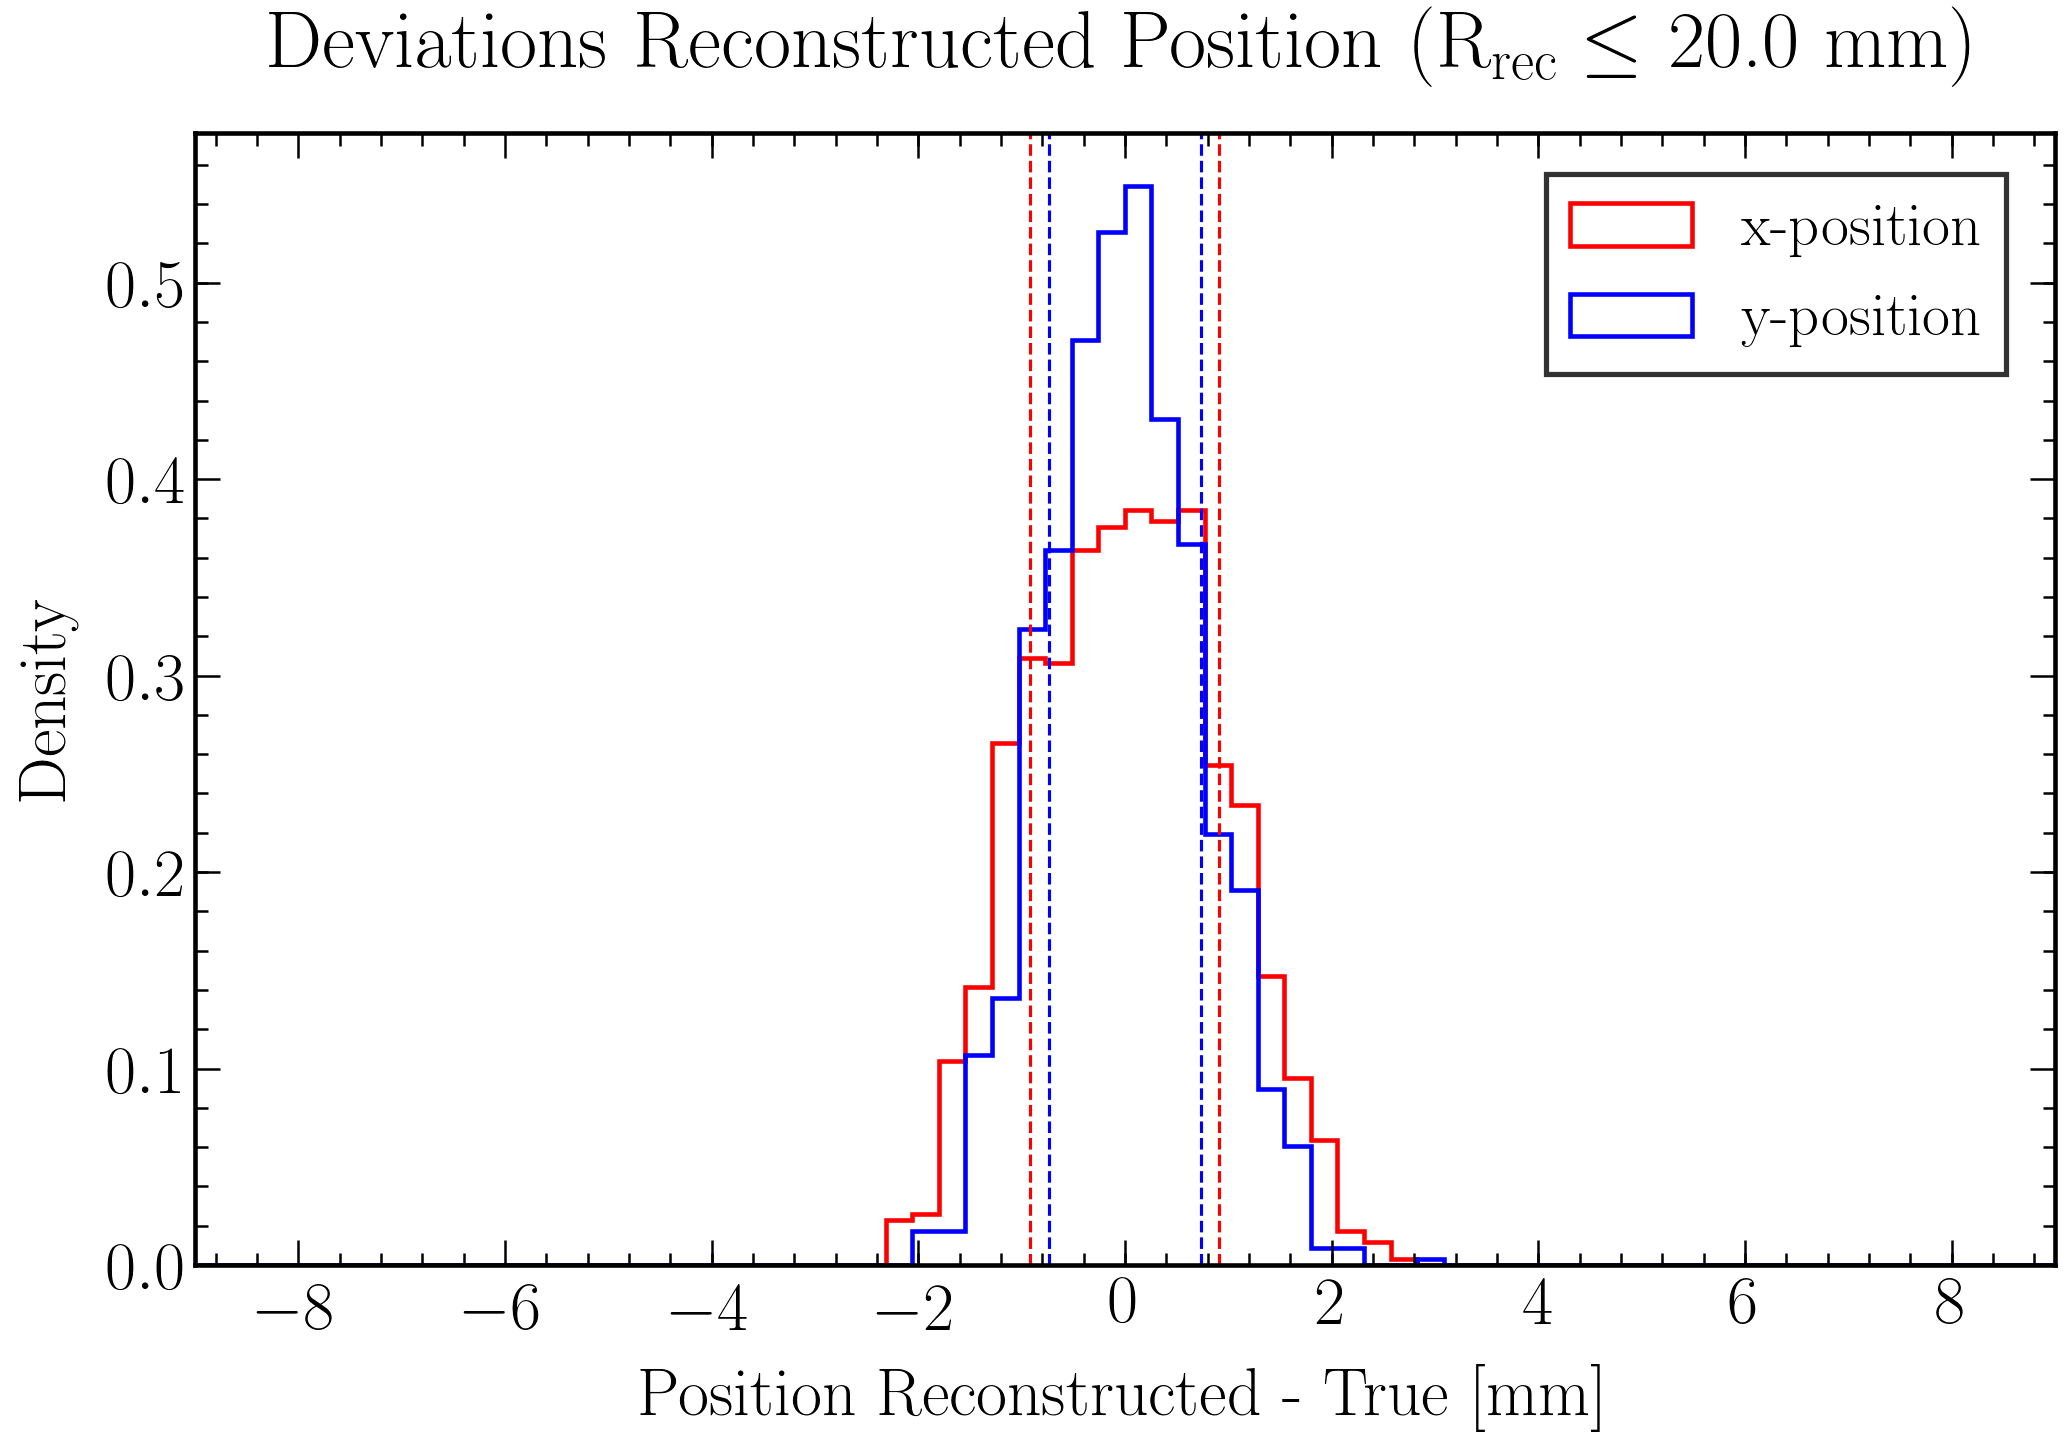 Deviations Reconstructed Position (R_rec ≤ 20.0 mm)
x-position
y-position
Density
0.5
0.4
0.3
0.2
0.1
0.0
−8 −6 −4 −2 0 2 4 6 8
Position Reconstructed - True [mm]